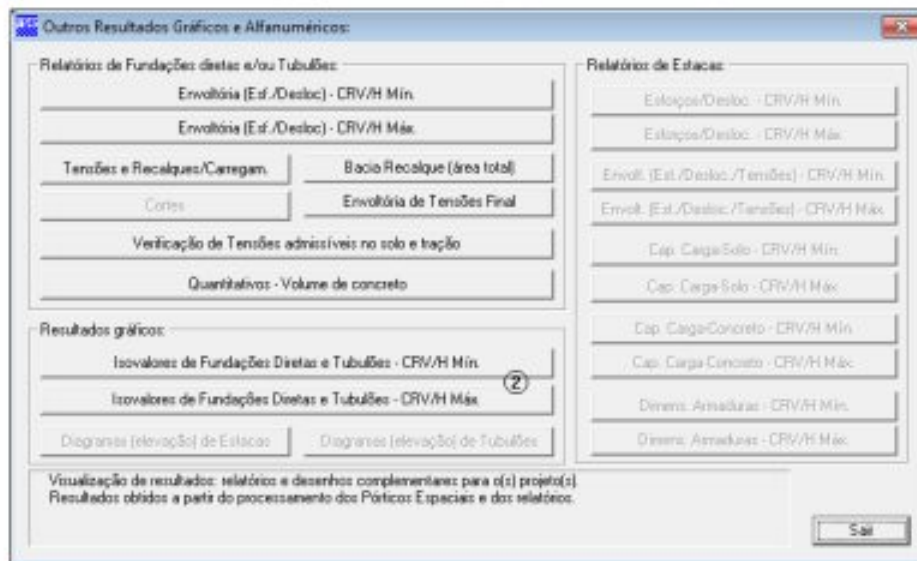 Outros Resultados Gráficos e Alfanuméricos:
Relatórios de Fundações diretas e/ou Tubulões:
Envoltória (Esf./Desloc) - CRV/H Mín.
Envoltória (Esf./Desloc) - CRV/H Máx.
Tensões e Recalques/Carregam.
Bacia Recalque (área total)
Cortes
Envoltória de Tensões Final
Verificação de Tensões admissíveis no solo e tração
Quantitativos - Volume de concreto
Resultados gráficos:
Isovalores de Fundações Diretas e Tubulões - CRV/H Mín.
2
Isovalores de Fundações Diretas e Tubulões - CRV/H Máx.
Diagramas (elevação) de Estacas
Diagramas (elevação) de Tubulões
Relatórios de Estacas
Esforços/Desloc. - CRV/H Mín.
Esforços/Desloc. - CRV/H Máx.
Envolt. (Esf./Desloc./Tensões) - CRV/H Mín.
Envolt. (Esf./Desloc./Tensões) - CRV/H Máx.
Cap. Carga-Solo - CRV/H Mín.
Cap. Carga-Solo - CRV/H Máx.
Cap. Carga-Concreto - CRV/H Mín.
Cap. Carga-Concreto - CRV/H Máx.
Dimens. Armaduras - CRV/H Mín.
Dimens. Armaduras - CRV/H Máx.
Visualização de resultados: relatórios e desenhos complementares para o(s) projeto(s).
Resultados obtidos a partir do processamento dos Pórticos Espaciais e dos relatórios.
Sair